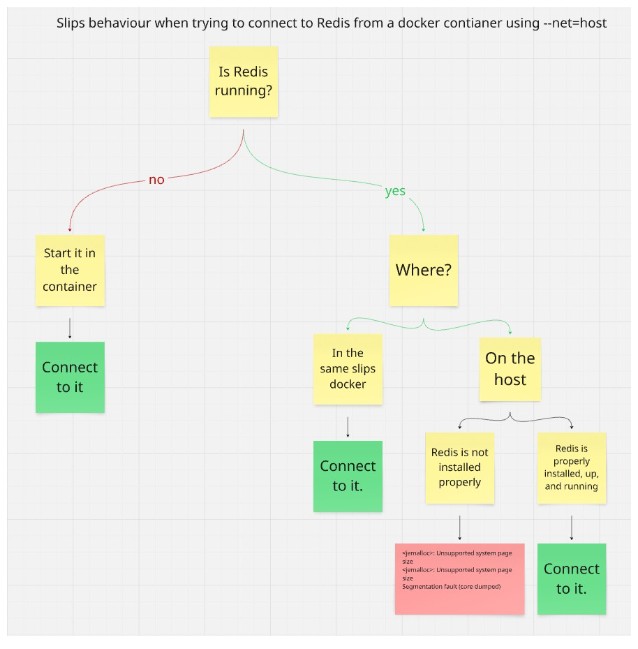 Slips behaviour when trying to connect to Redis from a docker contianer using --net=host
Is Redis
running?
no
yes
Start it in
the
container
Where?
Connect
to it
In the
same slips
docker
On the
host
Connect
to it.
Redis is not
installed
properly
Redis is
properly
installed, up,
and running
<jemalloc>: Unsupported system page
size
<jemalloc>: Unsupported system page
size
Segmentation fault (core dumped)
Connect
to it.